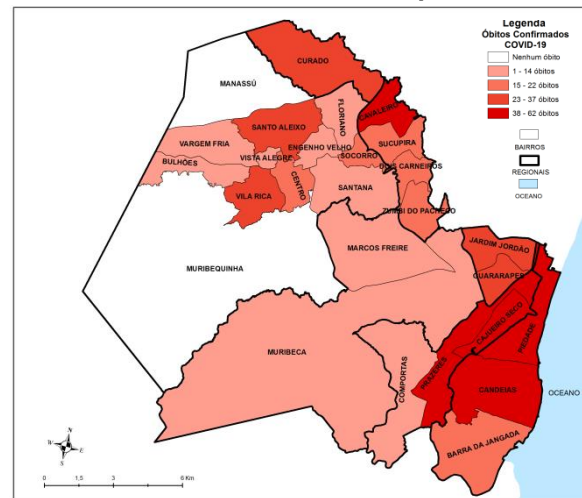 Legenda
Óbitos Confirmados
COVID-19
Nenhum óbito
1 - 14 óbitos
15 - 22 óbitos
23 - 37 óbitos
38 - 62 óbitos
BAIRROS
REGIONAIS
OCEANO
CURADO
MANASSÚ
FLORIANO
CAVALEIRO
SANTO ALEIXO
VARGEM FRIA
SUCUPIRA
ENGENHO VELHO
BULHÕES
VISTA ALEGRE
SOCORRO
DOIS CARNEIROS
CENTRO
SANTANA
VILA RICA
ZUMBI DO PACHECO
MARCOS FREIRE
JARDIM JORDÃO
GUARARAPES
MURIBEQUINHA
CAJUEIRO SECO
PIEDADE
MURIBECA
COMPORTAS
PRAZERES
CANDEIAS
OCEANO
BARRA DA JANGADA
N
W E
S
0 1,5 3 6 Km